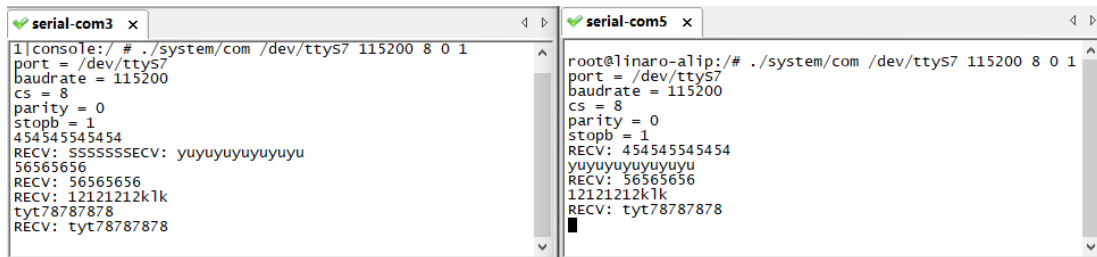 serial-com3 x
1|console:/ # ./system/com /dev/ttyS7 115200 8 0 1
port = /dev/ttyS7
baudrate = 115200
cs = 8
parity = 0
stopb = 1
454545545454
RECV: SSSSSSSECV: yuyuyuyuyuyuyu
56565656
RECV: 56565656
RECV: 12121212klk
tyt78787878
RECV: tyt78787878
serial-com5 x
root@linaro-alip:/# ./system/com /dev/ttyS7 115200 8 0 1
port = /dev/ttyS7
baudrate = 115200
cs = 8
parity = 0
stopb = 1
RECV: 454545545454
yuyuyuyuyuyuyu
RECV: 56565656
12121212klk
RECV: tyt78787878